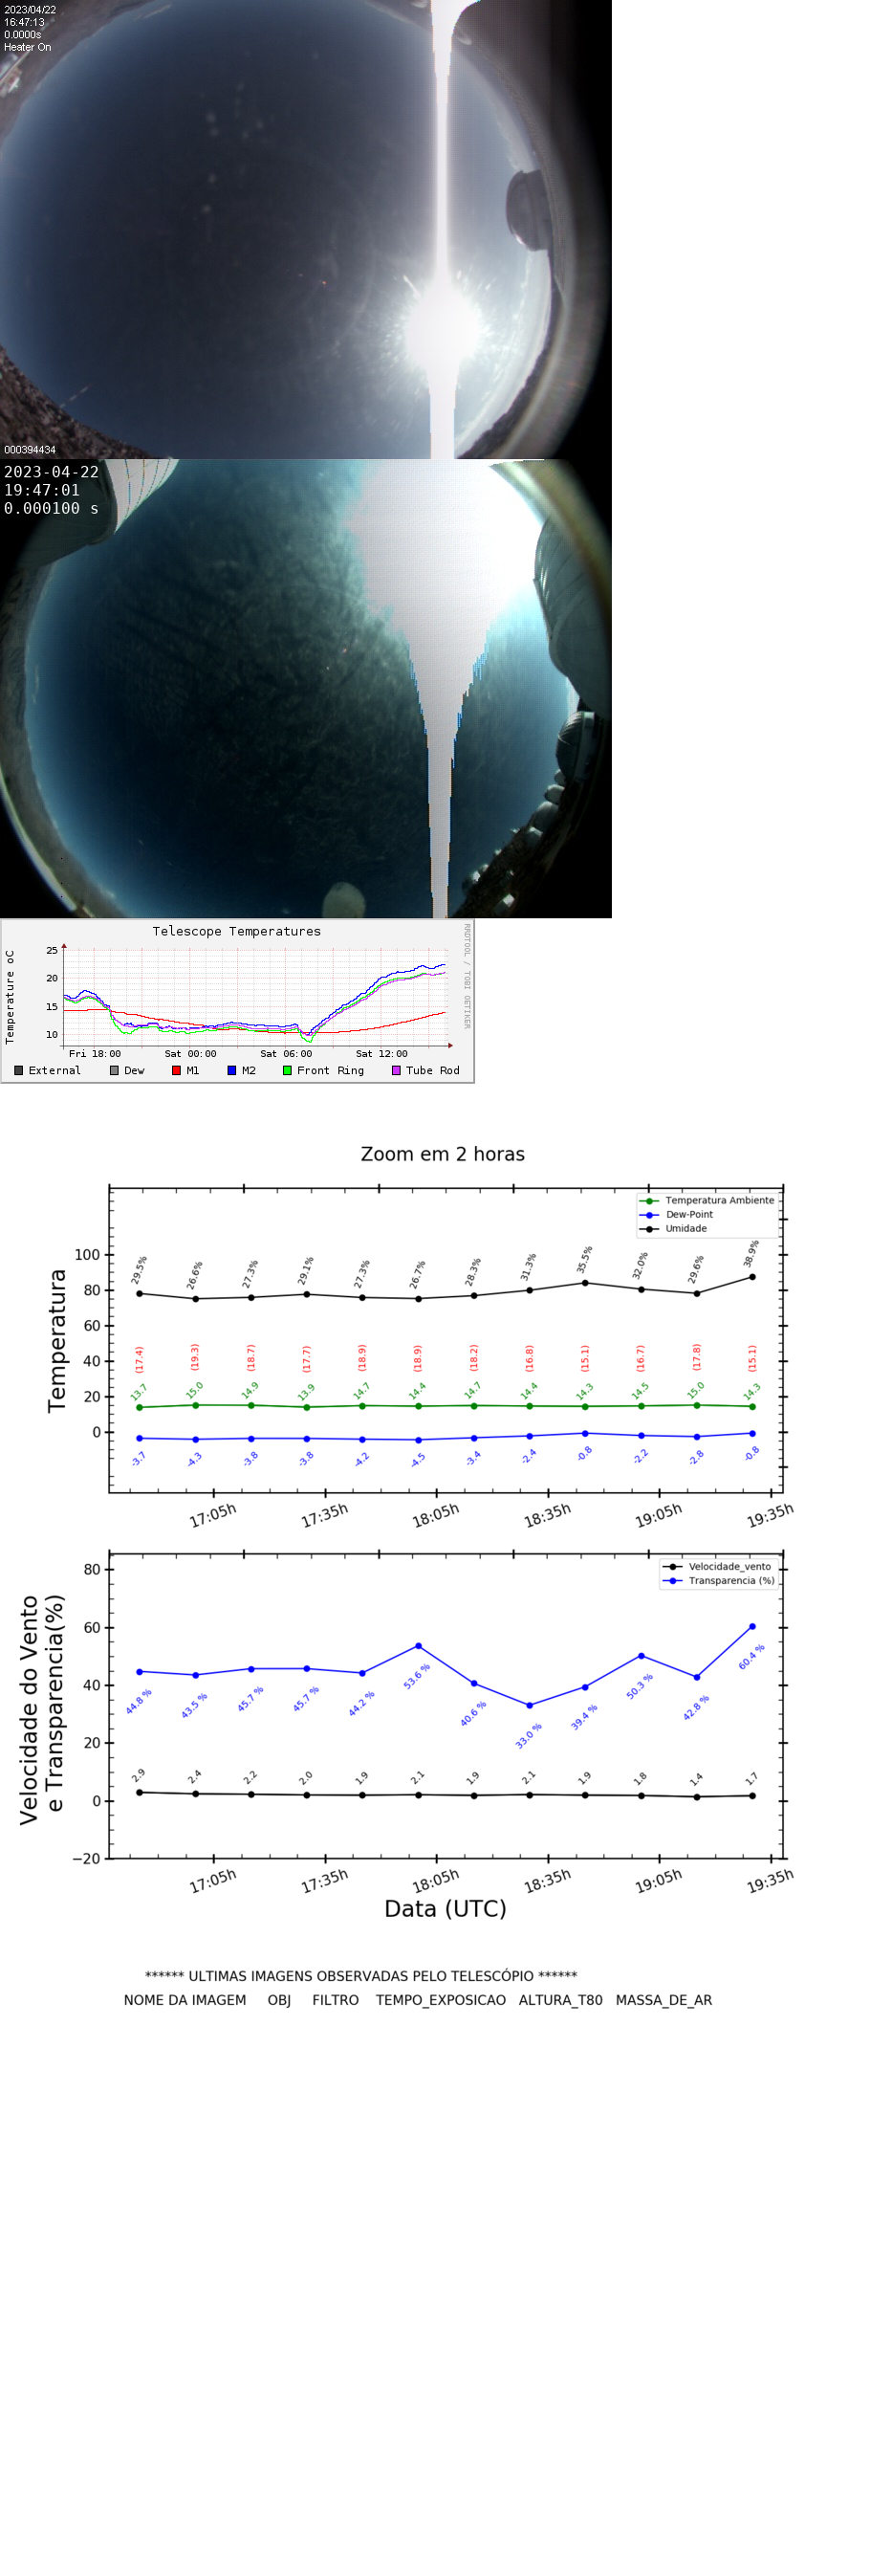 2023/04/22
16:47:13
0.0000s
Heater On
000394434
2023-04-22
19:47:01
0.000100 s
Telescope Temperatures
RRDTOOL / TOBI OETIKER
Temperature oC
25
20
15
10
Fri 18:00 Sat 00:00 Sat 06:00 Sat 12:00
External Dew M1 M2 Front Ring Tube Rod
Zoom em 2 horas
Temperatura Ambiente
Dew-Point
Umidade
Temperatura
100
80
60
40
20
0
29.5% 26.6% 27.3% 29.1% 27.3% 26.7% 28.3% 31.3% 35.5% 32.0% 29.6% 38.9%
(17.4) (19.3) (18.7) (17.7) (18.9) (18.9) (18.2) (16.8) (15.1) (16.7) (17.8) (15.1)
13.7 15.0 14.9 13.9 14.7 14.4 14.7 14.4 14.3 14.5 15.0 14.3
-3.7 -4.3 -3.8 -3.8 -4.2 -4.5 -3.4 -2.4 -0.8 -2.2 -2.8 -0.8
17:05h 17:35h 18:05h 18:35h 19:05h 19:35h
Velocidade_vento
Transparencia (%)
Velocidade do Vento
e Transparencia(%)
80
60
40
20
0
−20
44.8 % 43.5 % 45.7 % 45.7 % 44.2 % 53.6 % 40.6 % 33.0 % 39.4 % 50.3 % 42.8 % 60.4 %
2.9 2.4 2.2 2.0 1.9 2.1 1.9 2.1 1.9 1.8 1.4 1.7
17:05h 17:35h 18:05h 18:35h 19:05h 19:35h
Data (UTC)
****** ULTIMAS IMAGENS OBSERVADAS PELO TELESCÓPIO ******
NOME DA IMAGEM OBJ FILTRO TEMPO_EXPOSICAO ALTURA_T80 MASSA_DE_AR